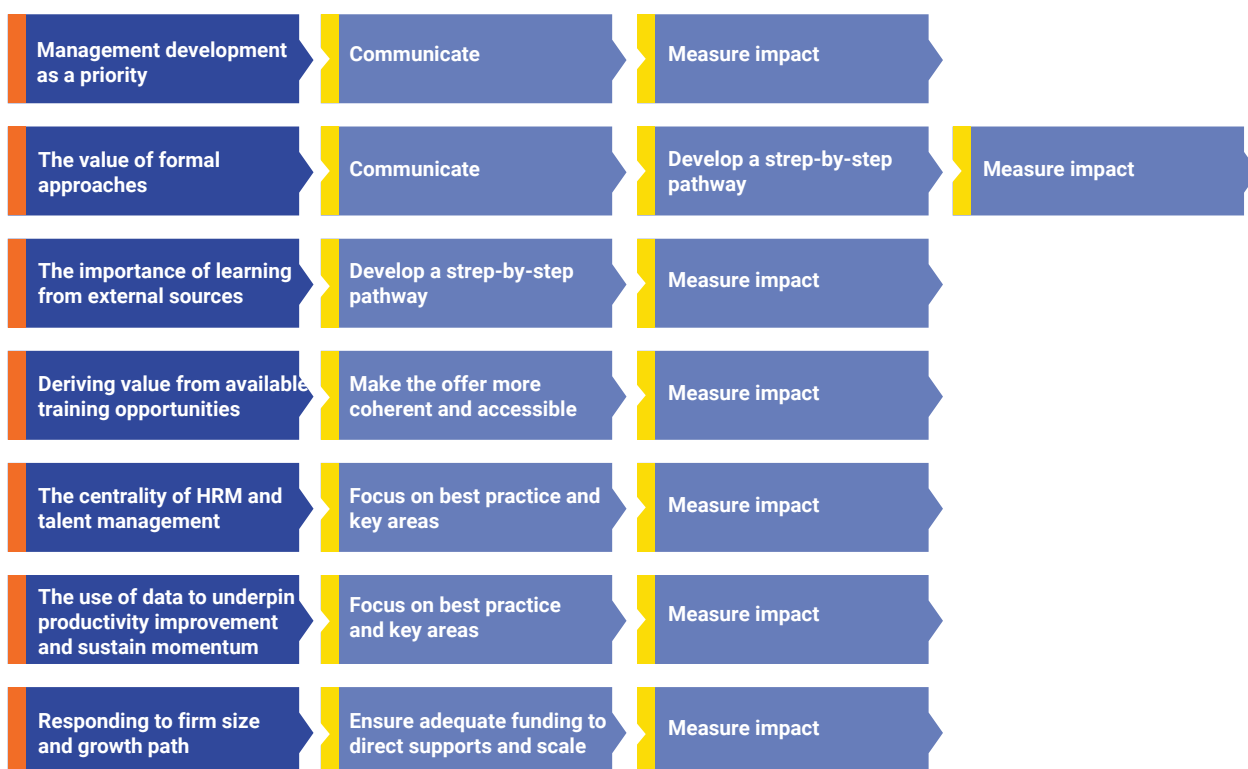 Management development
as a priority
Communicate
Measure impact
The value of formal
approaches
Communicate
Develop a strep-by-step
pathway
Measure impact
The importance of learning
from external sources
Develop a strep-by-step
pathway
Measure impact
Deriving value from available
training opportunities
Make the offer more
coherent and accessible
Measure impact
The centrality of HRM and
talent management
Focus on best practice and
key areas
Measure impact
The use of data to underpin
productivity improvement
and sustain momentum
Focus on best practice
and key areas
Measure impact
Responding to firm size
and growth path
Ensure adequate funding to
direct supports and scale
Measure impact